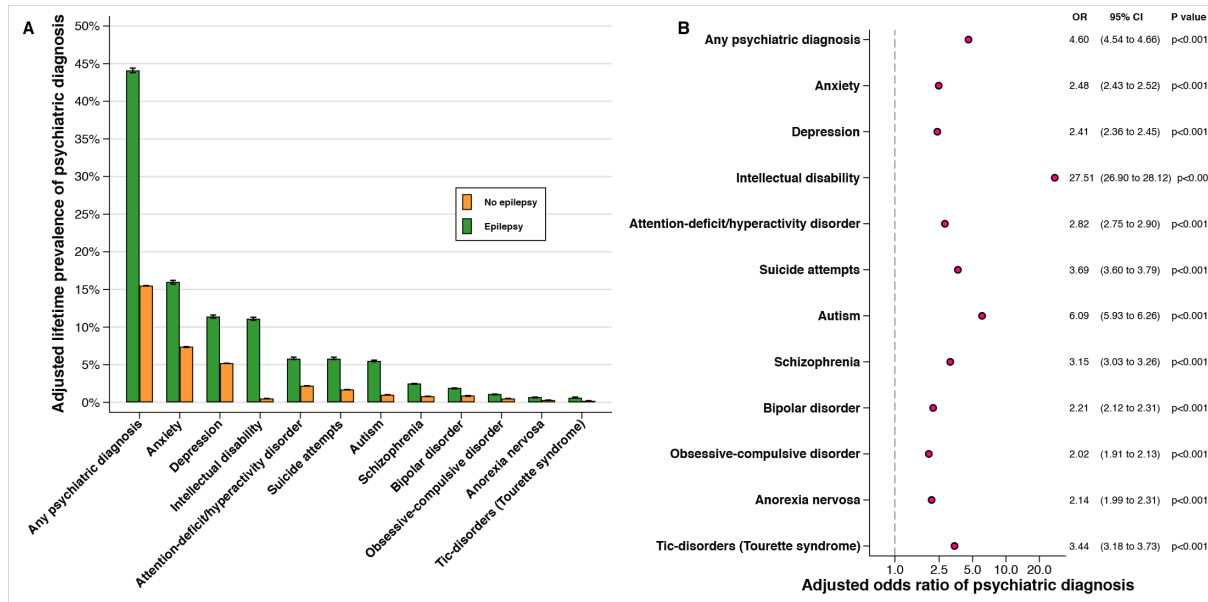 A
Adjusted lifetime prevalence of psychiatric diagnosis
50%
45%
40%
35%
30%
25%
20%
15%
10%
5%
0%
No epilepsy
Epilepsy
Any psychiatric diagnosis
Anxiety
Depression
Intellectual disability
Attention-deficit/hyperactivity disorder
Suicide attempts
Autism
Schizophrenia
Bipolar disorder
Obsessive-compulsive disorder
Anorexia nervosa
Tic-disorders (Tourette syndrome)
B
OR 95% CI P value
Any psychiatric diagnosis 4.60 (4.54 to 4.66) p<0.001
Anxiety 2.48 (2.43 to 2.52) p<0.001
Depression 2.41 (2.36 to 2.45) p<0.001
Intellectual disability 27.51 (26.90 to 28.12) p<0.00
Attention-deficit/hyperactivity disorder 2.82 (2.75 to 2.90) p<0.001
Suicide attempts 3.69 (3.60 to 3.79) p<0.001
Autism 6.09 (5.93 to 6.26) p<0.001
Schizophrenia 3.15 (3.03 to 3.26) p<0.001
Bipolar disorder 2.21 (2.12 to 2.31) p<0.001
Obsessive-compulsive disorder 2.02 (1.91 to 2.13) p<0.001
Anorexia nervosa 2.14 (1.99 to 2.31) p<0.001
Tic-disorders (Tourette syndrome) 3.44 (3.18 to 3.73) p<0.001
1.0 2.5 5.0 10.0 20.0
Adjusted odds ratio of psychiatric diagnosis